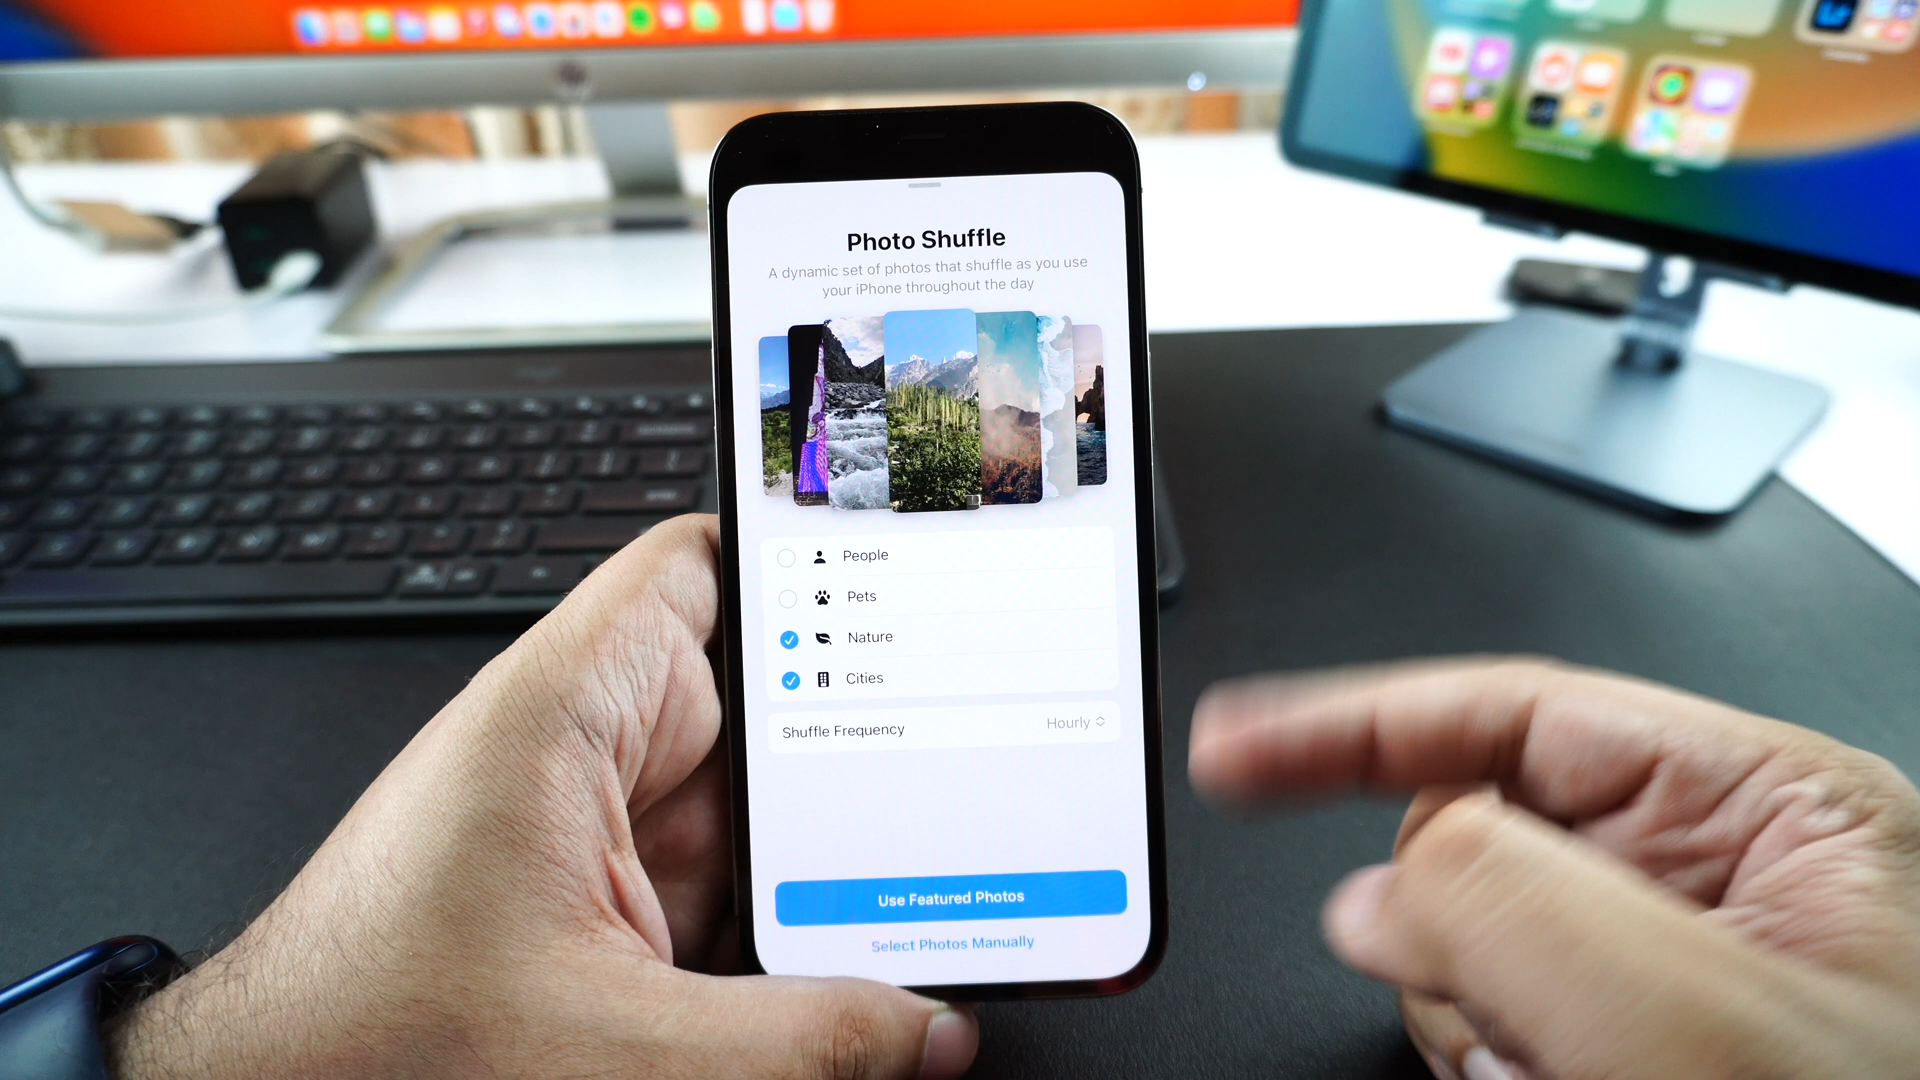 Photo Shuffle
A dynamic set of photos that shuffle as you use
your iPhone throughout the day
People
Pets
Nature
Cities
Shuffle Frequency Hourly
Use Featured Photos
Select Photos Manually